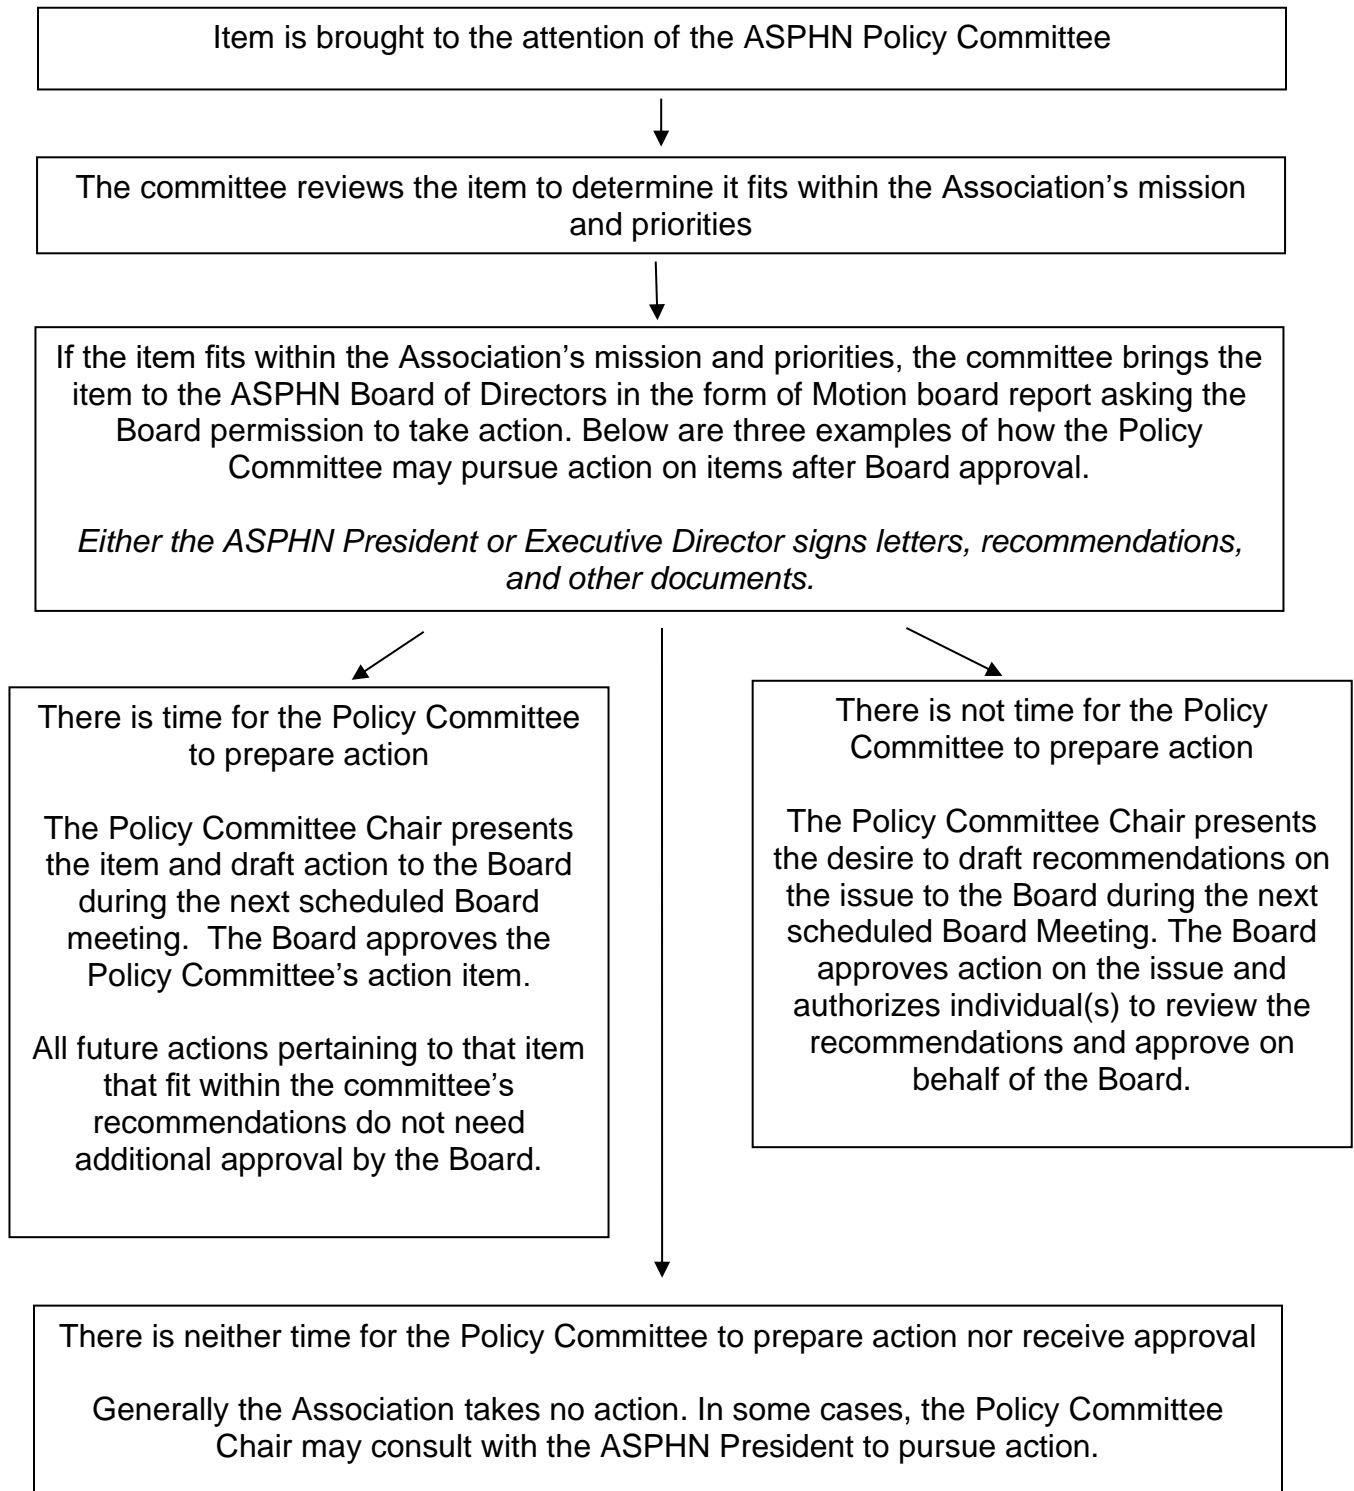 Item is brought to the attention of the ASPHN Policy Committee
The committee reviews the item to determine it fits within the Association’s mission
and priorities
If the item fits within the Association’s mission and priorities, the committee brings the
item to the ASPHN Board of Directors in the form of Motion board report asking the
Board permission to take action. Below are three examples of how the Policy
Committee may pursue action on items after Board approval.
Either the ASPHN President or Executive Director signs letters, recommendations,
and other documents.
There is time for the Policy Committee
to prepare action
The Policy Committee Chair presents
the item and draft action to the Board
during the next scheduled Board
meeting.  The Board approves the
Policy Committee’s action item.
All future actions pertaining to that item
that fit within the committee’s
recommendations do not need
additional approval by the Board.
There is not time for the Policy
Committee to prepare action
The Policy Committee Chair presents
the desire to draft recommendations on
the issue to the Board during the next
scheduled Board Meeting. The Board
approves action on the issue and
authorizes individual(s) to review the
recommendations and approve on
behalf of the Board.
There is neither time for the Policy Committee to prepare action nor receive approval
Generally the Association takes no action. In some cases, the Policy Committee
Chair may consult with the ASPHN President to pursue action.